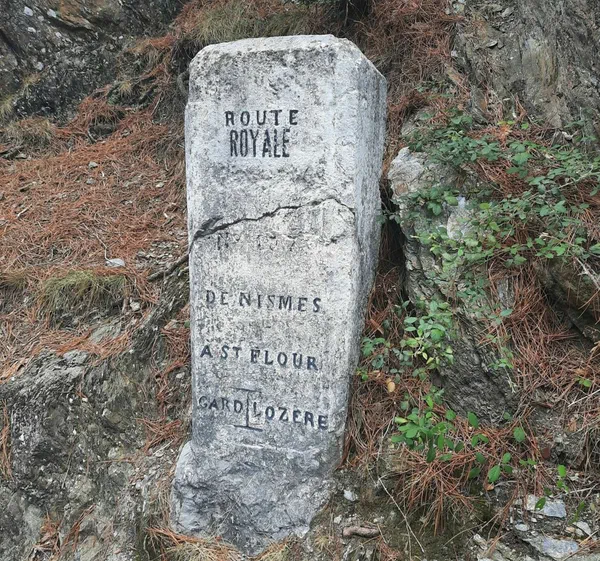 ROUTE
ROYALE
DE NISMES
A ST FLOUR
GARD LOZERE